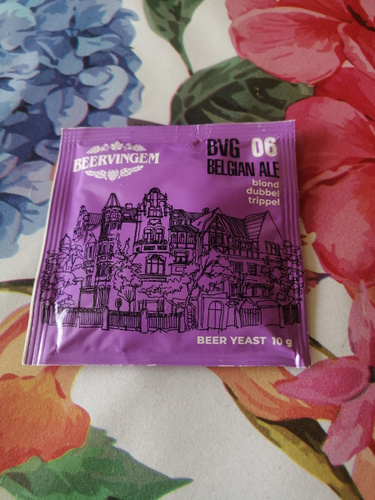 BEERVINGEM
BVG 06
BELGIAN ALE
blond
dubbel
trippel
BEER YEAST 10 g